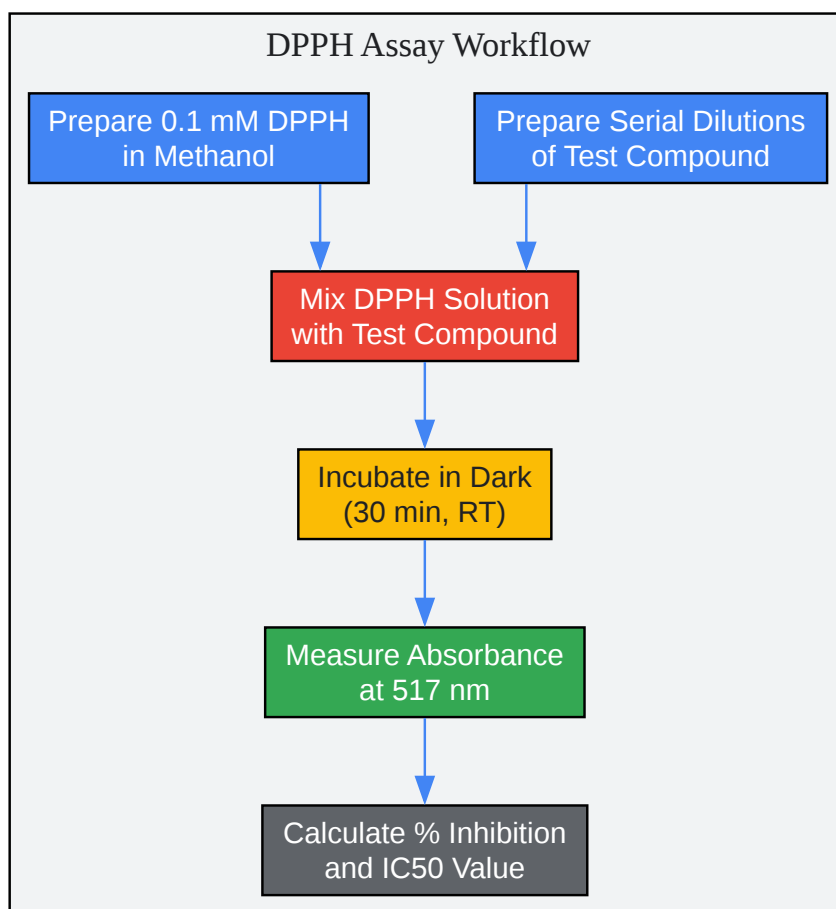 DPPH Assay Workflow
Prepare 0.1 mM DPPH
in Methanol
Prepare Serial Dilutions
of Test Compound
Mix DPPH Solution
with Test Compound
Incubate in Dark
(30 min, RT)
Measure Absorbance
at 517 nm
Calculate % Inhibition
and IC50 Value